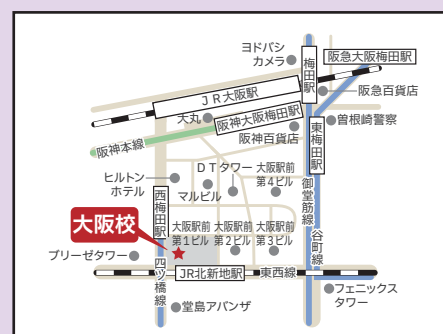 ヨドバシ
カメラ
梅田駅
阪急大阪梅田駅
阪急百貨店
JR大阪駅
大丸
阪神大阪梅田駅
阪神百貨店
東梅田駅
曽根崎警察
阪神本線
ヒルトン
ホテル
マルビル
DTタワー
大阪駅前
第4ビル
御堂筋線
谷町線
西梅田駅
大阪校
大阪駅前
第1ビル
大阪駅前
第2ビル
大阪駅前
第3ビル
ブリーゼタワー
四ツ橋線
JR北新地駅
東西線
堂島アバンザ
フェニックス
タワー